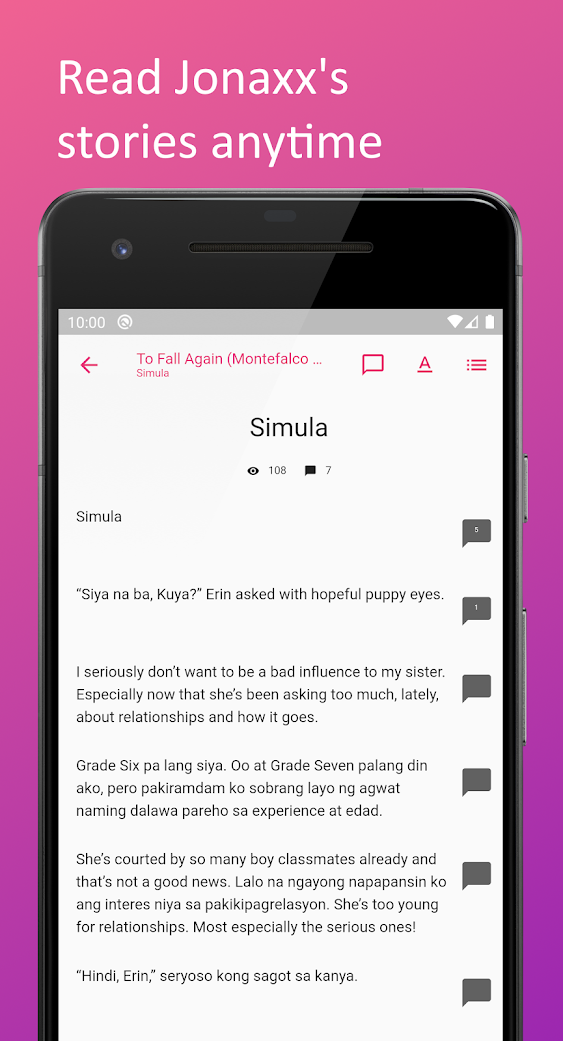 Read Jonaxx's
stories anytime
10:00
To Fall Again (Montefalco ...
Simula
Simula
108 7
Simula
5
“Siya na ba, Kuya?” Erin asked with hopeful puppy eyes.
1
I seriously don’t want to be a bad influence to my sister.
Especially now that she’s been asking too much, lately,
about relationships and how it goes.
Grade Six pa lang siya. Oo at Grade Seven palang din
ako, pero pakiramdam ko sobrang layo ng agwat
naming dalawa pareho sa experience at edad.
She’s courted by so many boy classmates already and
that’s not a good news. Lalo na ngayong napapansin ko
ang interes niya sa pakikipagrelasyon. She’s too young
for relationships. Most especially the serious ones!
“Hindi, Erin,” seryoso kong sagot sa kanya.